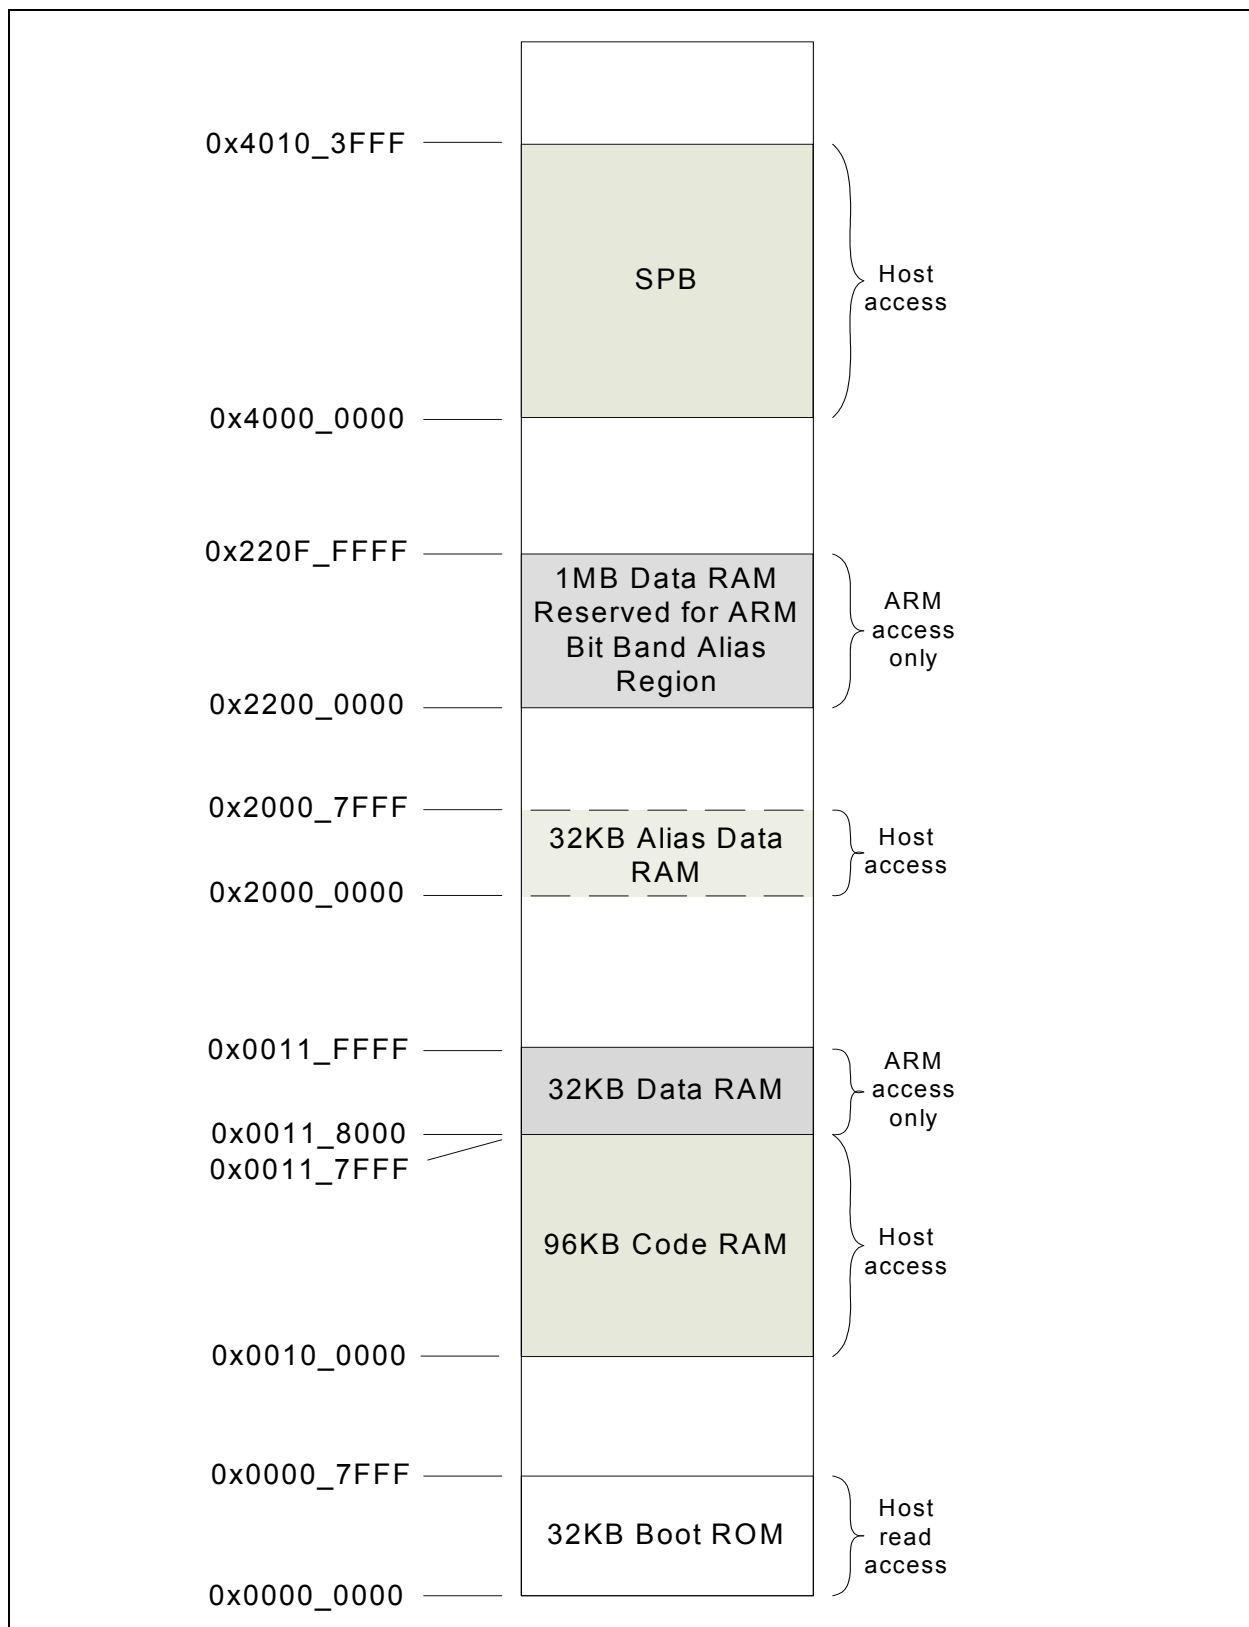 0x4010_3FFF
SPB
Host
access
0x4000_0000
0x220F_FFFF
1MB Data RAM
Reserved for ARM
Bit Band Alias
Region
ARM
access
only
0x2200_0000
0x2000_7FFF
32KB Alias Data
RAM
Host
access
0x2000_0000
0x0011_FFFF
32KB Data RAM
ARM
access
only
0x0011_8000
0x0011_7FFF
96KB Code RAM
Host
access
0x0010_0000
0x0000_7FFF
32KB Boot ROM
Host
read
access
0x0000_0000